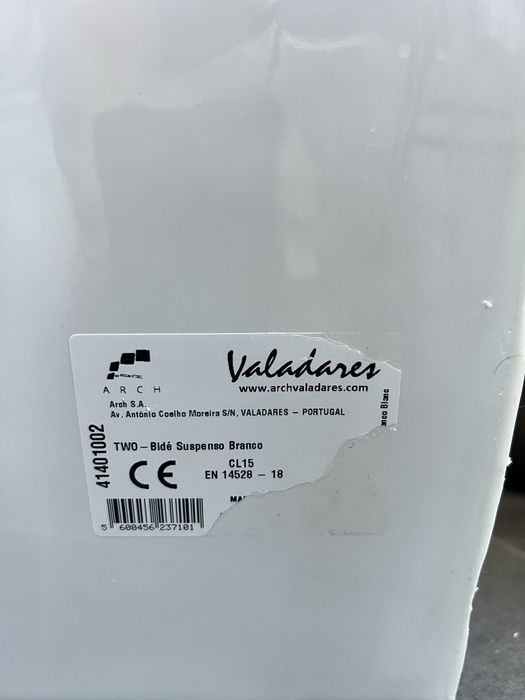 Valadares
ARCH
www.archvaladares.com
Arch S.A.
Av. António Coelho Moreira S/N, VALADARES – PORTUGAL
41401002
TWO – Bidé Suspenso Branco
CL15
EN 14528 – 18
CE
Blanc
5 600456 237101